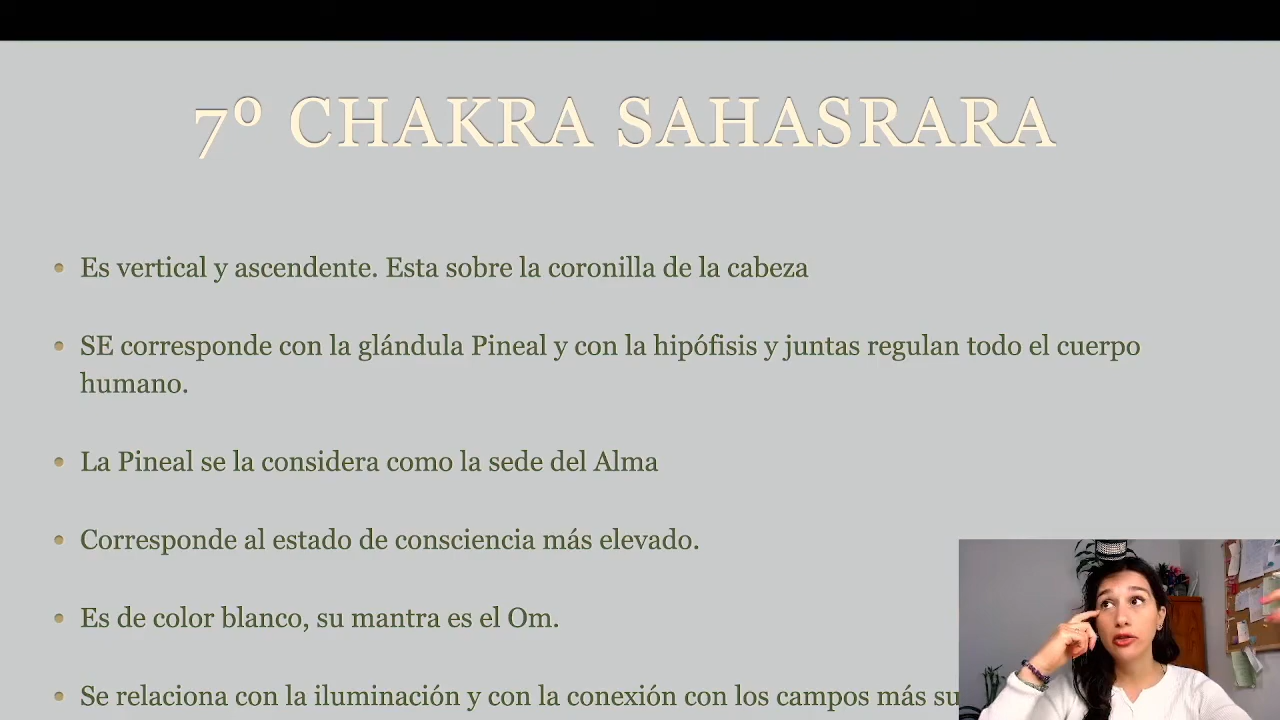 7º CHAKRA SAHASRARA
• Es vertical y ascendente. Esta sobre la coronilla de la cabeza
• SE corresponde con la glándula Pineal y con la hipófisis y juntas regulan todo el cuerpo
humano.
• La Pineal se la considera como la sede del Alma
• Corresponde al estado de consciencia más elevado.
• Es de color blanco, su mantra es el Om.
• Se relaciona con la iluminación y con la conexión con los campos más